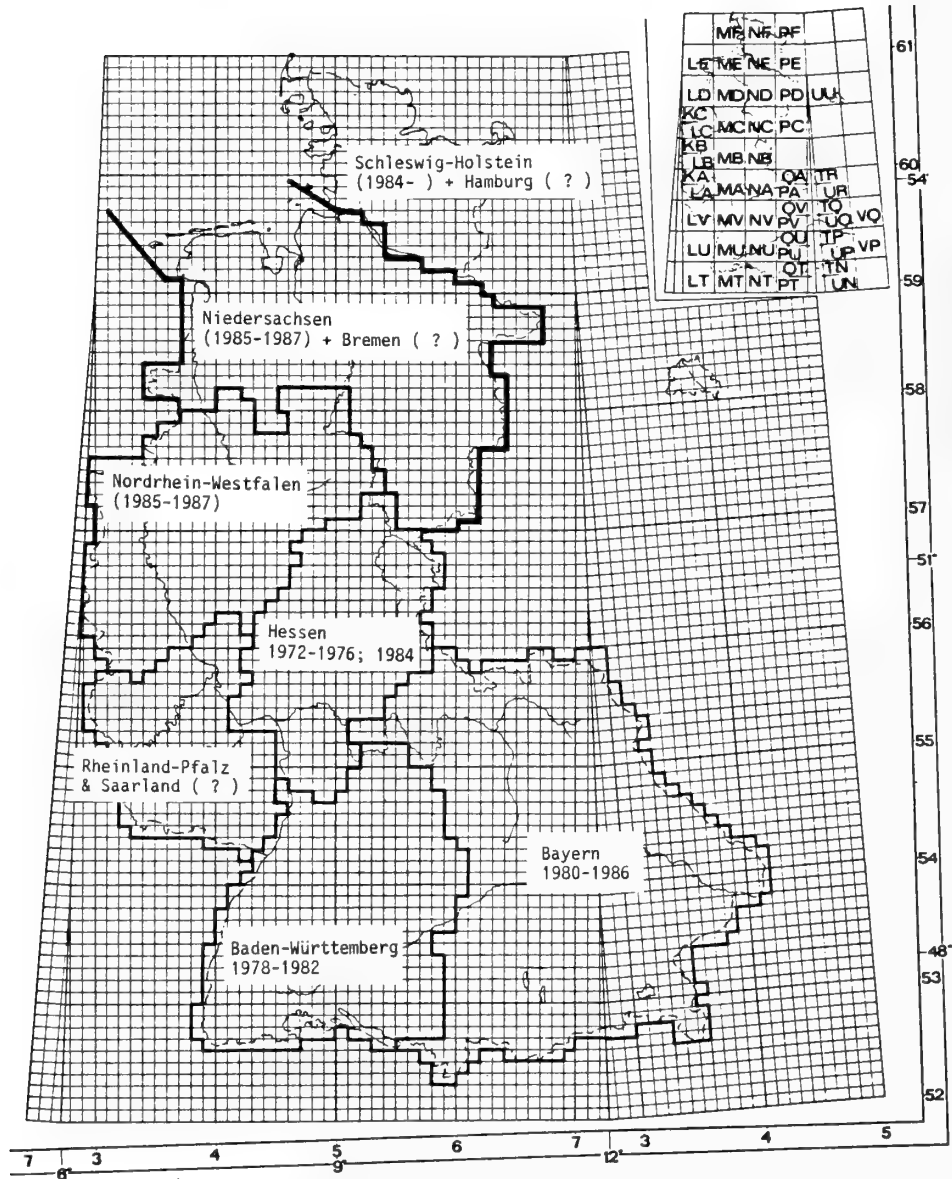 MF NF PF
LE ME NE PE
LD MD ND PD UU
KC
LC MC NC PC
KB
LB MB NB
KA QA TR
LA MA NA PA UR
QV TQ
LV MV NV PV UQ VQ
QU TP
LU MU NU PU UP VP
QT TN
LT MT NT PT UN
61
60
54°
59
58
57
51°
56
55
54
48°
53
52
Schleswig-Holstein
(1984- ) + Hamburg ( ? )
Niedersachsen
(1985-1987) + Bremen ( ? )
Nordrhein-Westfalen
(1985-1987)
Hessen
1972-1976; 1984
Rheinland-Pfalz
& Saarland ( ? )
Bayern
1980-1986
Baden-Württemberg
1978-1982
7 3 4 5 6 7 3 4 5
6° 9° 12°